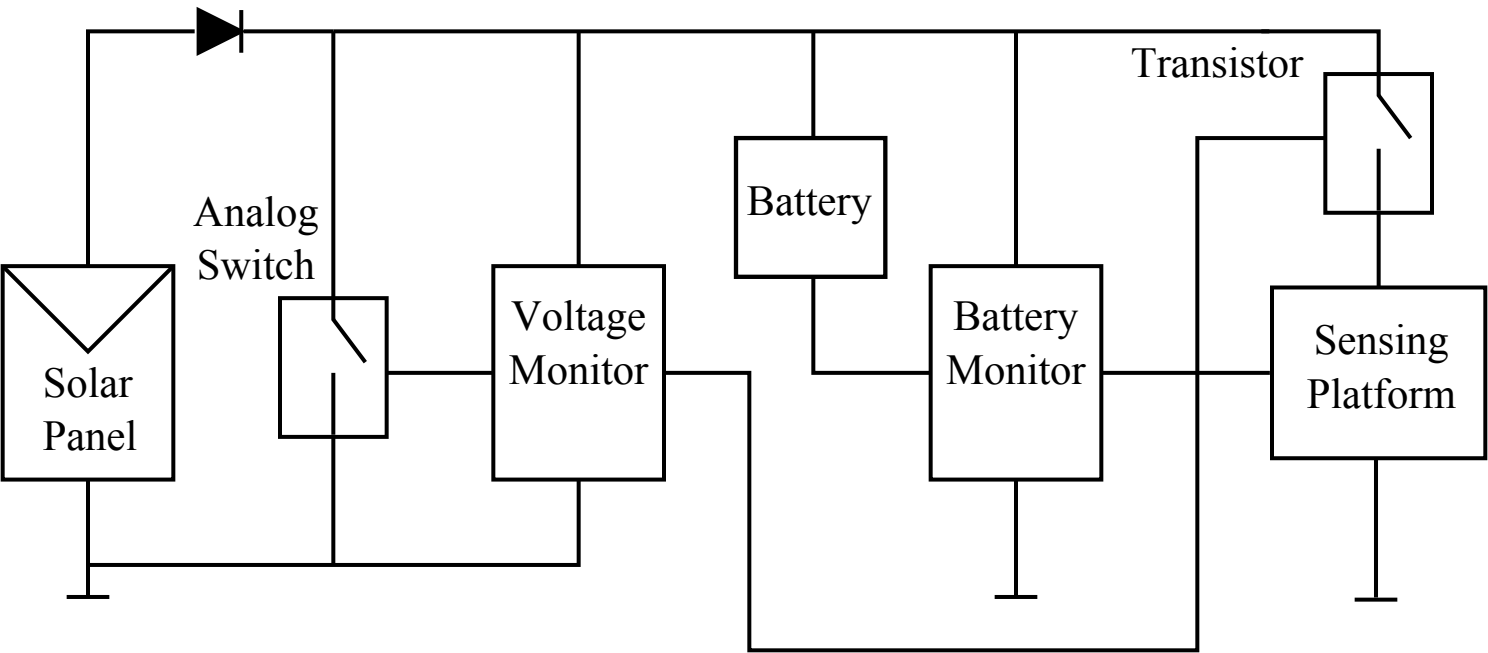 Transistor
Analog
Switch
Battery
Solar
Panel
Voltage
Monitor
Battery
Monitor
Sensing
Platform